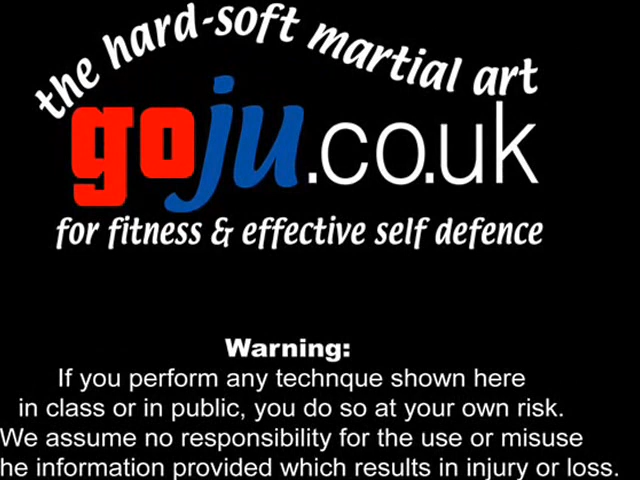 the hard-soft martial art
goju.co.uk
for fitness & effective self defence
Warning:
If you perform any technque shown here
in class or in public, you do so at your own risk.
We assume no responsibility for the use or misuse
he information provided which results in injury or loss.